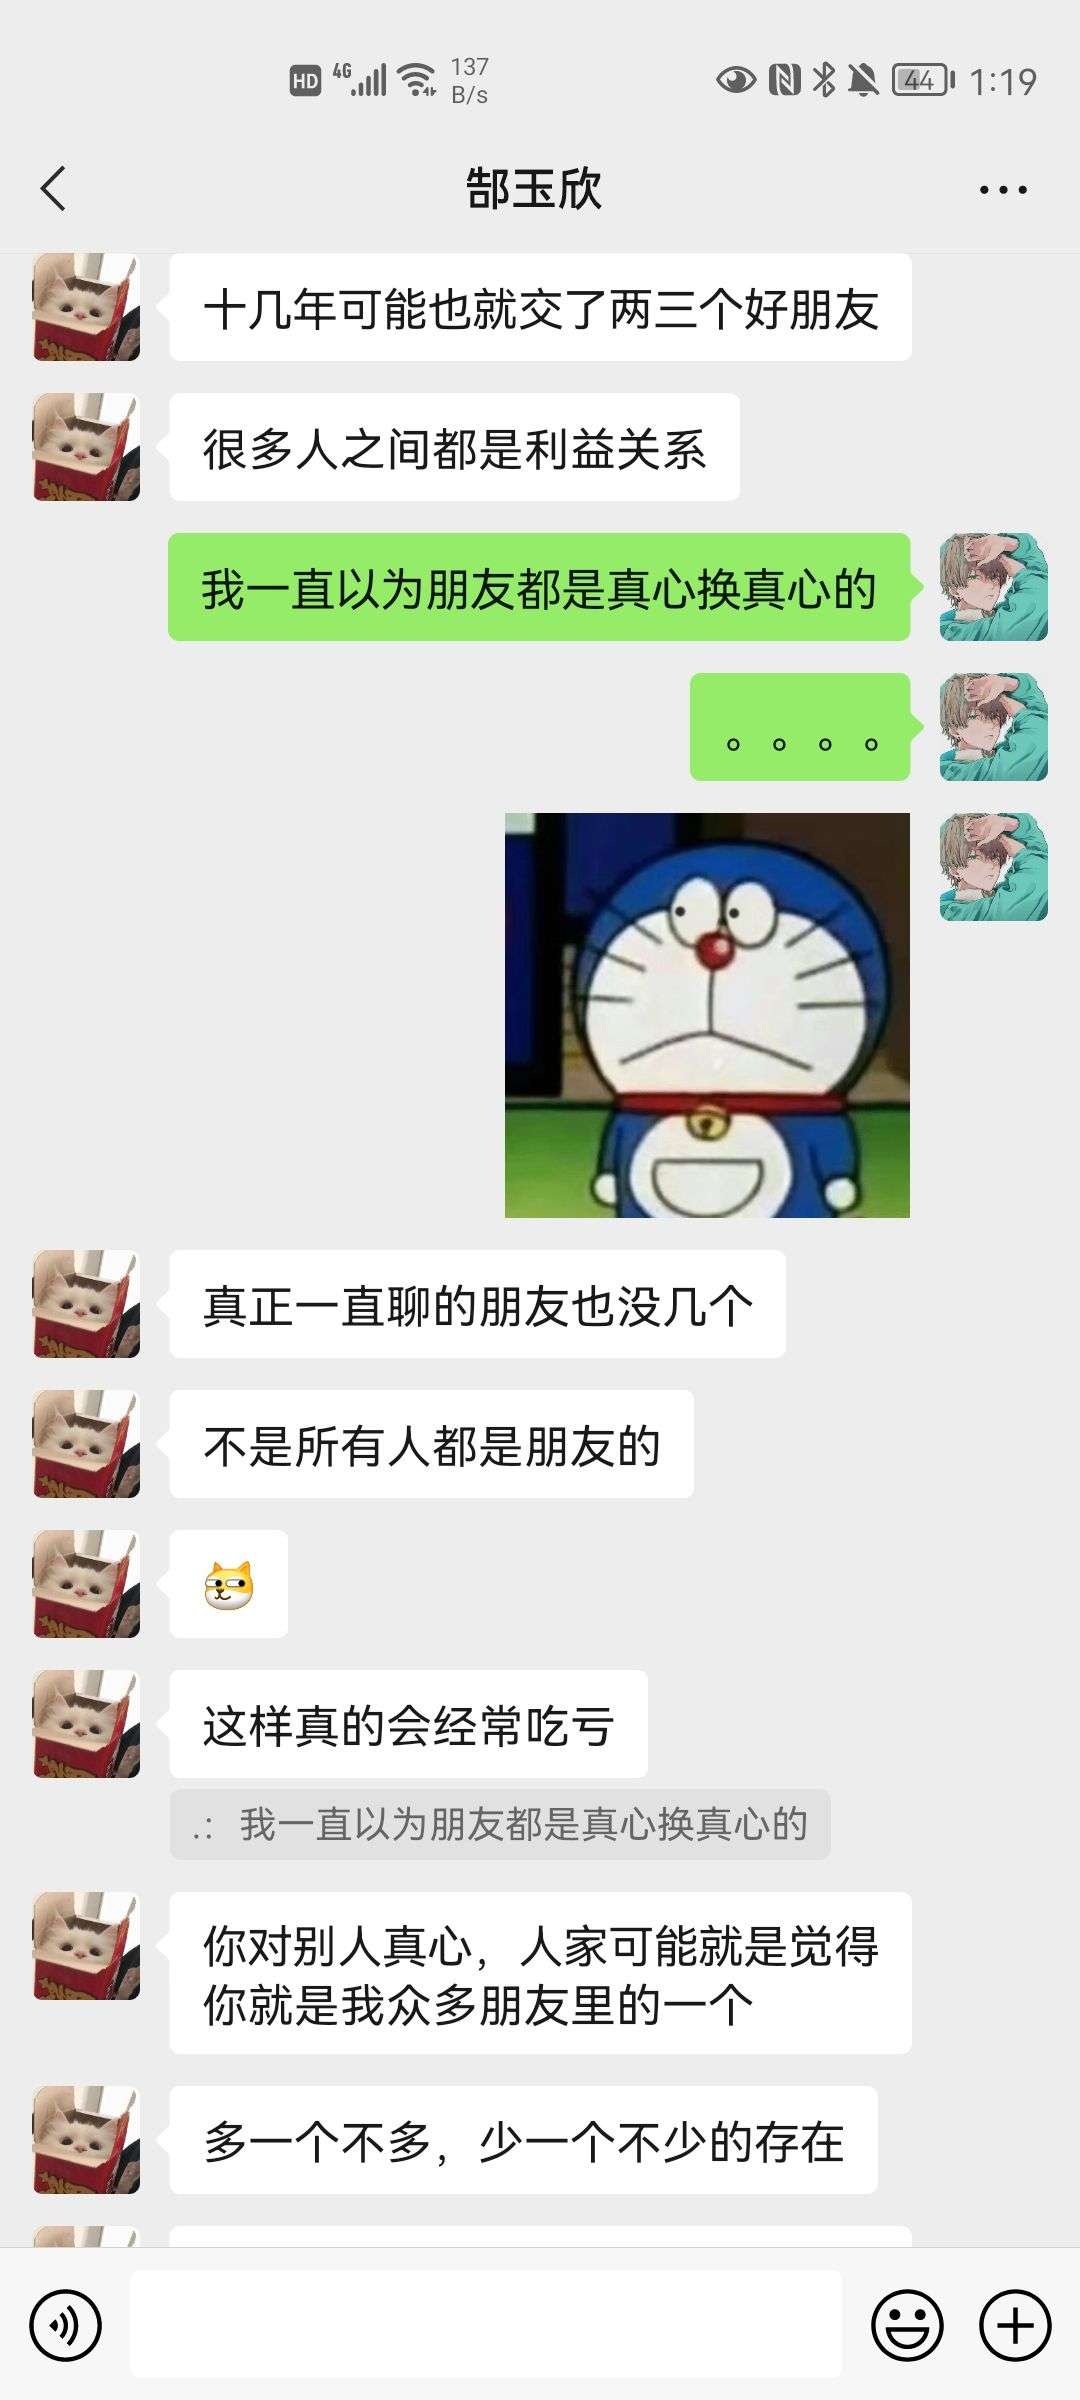 HD 4G 137 B/s 44 1:19
郜玉欣
十几年可能也就交了两三个好朋友
很多人之间都是利益关系
我一直以为朋友都是真心换真心的
。。。。
真正一直聊的朋友也没几个
不是所有人都是朋友的
这样真的会经常吃亏
.: 我一直以为朋友都是真心换真心的
你对别人真心，人家可能就是觉得
你就是我众多朋友里的一个
多一个不多，少一个不少的存在